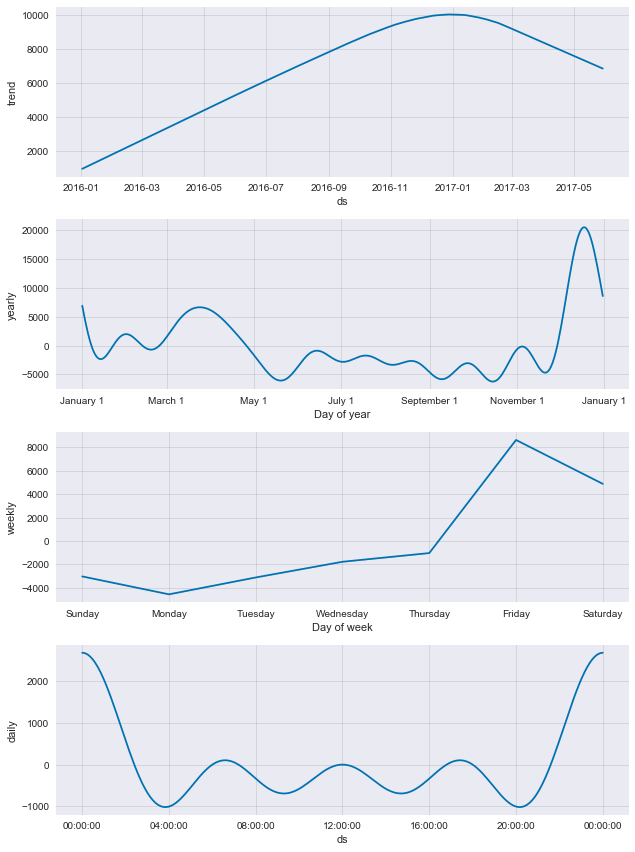 10000
8000
6000
4000
2000
trend
2016-01 2016-03 2016-05 2016-07 2016-09 2016-11 2017-01 2017-03 2017-05
ds
20000
15000
10000
5000
0
−5000
yearly
January 1 March 1 May 1 July 1 September 1 November 1 January 1
Day of year
8000
6000
4000
2000
0
−2000
−4000
weekly
Sunday Monday Tuesday Wednesday Thursday Friday Saturday
Day of week
2000
1000
0
−1000
daily
00:00:00 04:00:00 08:00:00 12:00:00 16:00:00 20:00:00 00:00:00
ds